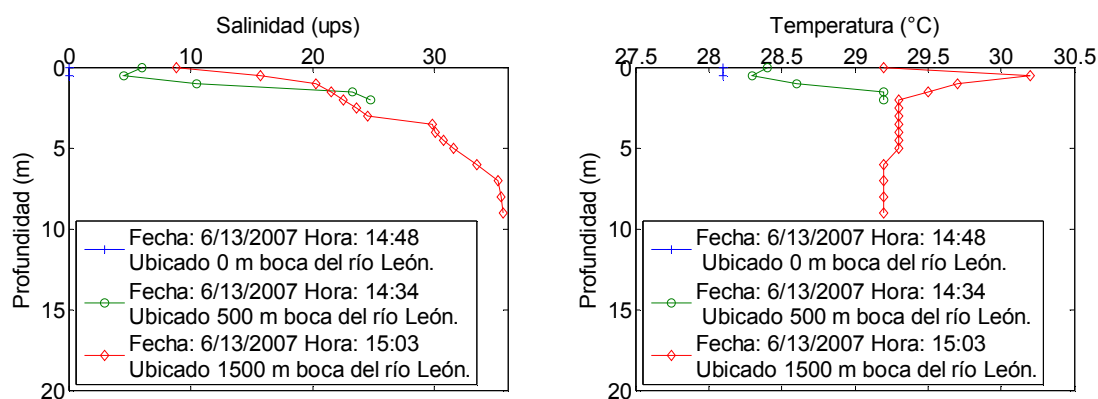 Salinidad (ups)
0 10 20 30
0
5
10
15
20
Profundidad (m)
Fecha: 6/13/2007 Hora: 14:48
Ubicado 0 m boca del río León.
Fecha: 6/13/2007 Hora: 14:34
Ubicado 500 m boca del río León.
Fecha: 6/13/2007 Hora: 15:03
Ubicado 1500 m boca del río León.
Temperatura (°C)
27.5 28 28.5 29 29.5 30 30.5
0
5
10
15
20
Profundidad (m)
Fecha: 6/13/2007 Hora: 14:48
Ubicado 0 m boca del río León.
Fecha: 6/13/2007 Hora: 14:34
Ubicado 500 m boca del río León.
Fecha: 6/13/2007 Hora: 15:03
Ubicado 1500 m boca del río León.